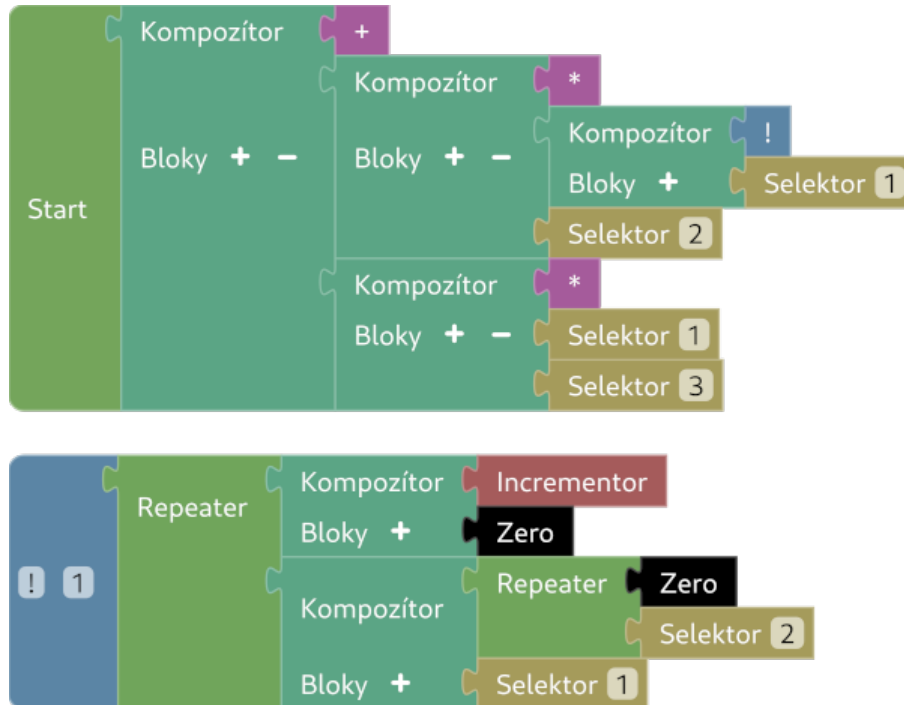 Kompozítor +
Kompozítor *
Kompozítor !
Bloky + − Bloky + −
Bloky + Selektor 1
Start
Selektor 2
Kompozítor *
Bloky + − Selektor 1
Selektor 3
Kompozítor Incrementor
Repeater
Bloky + Zero
! 1
Repeater Zero
Kompozítor
Selektor 2
Bloky + Selektor 1